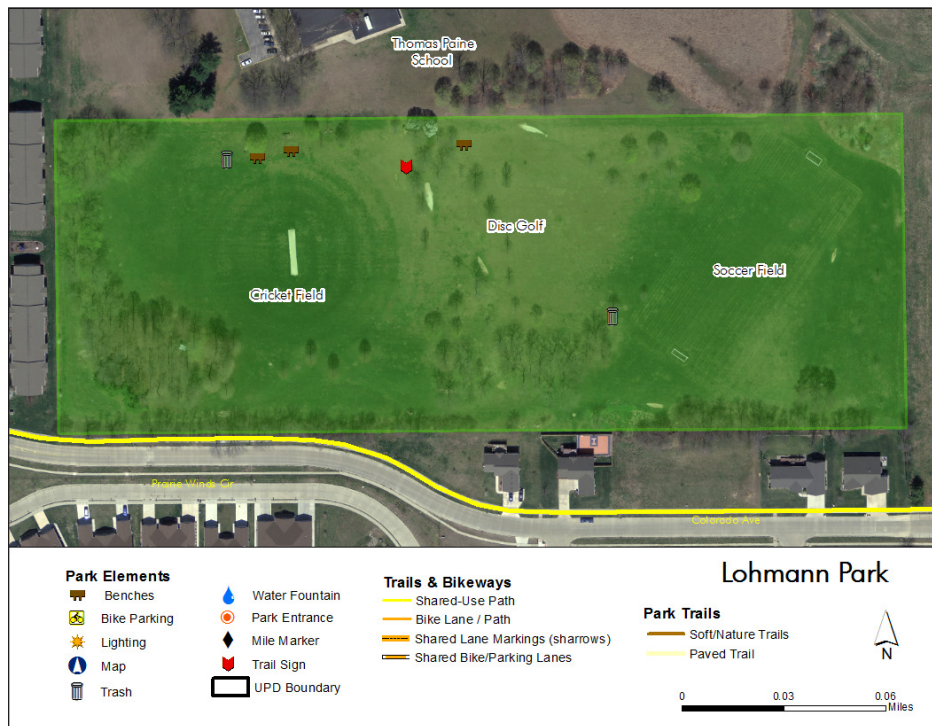 Thomas Paine
School
Disc Golf
Soccer Field
Cricket Field
Prairie Winds Cir
Colorado Ave
Lohmann Park
Park Elements
Benches
Bike Parking
Lighting
Map
Trash
Water Fountain
Park Entrance
Mile Marker
Trail Sign
UPD Boundary
Trails & Bikeways
Shared-Use Path
Bike Lane / Path
Shared Lane Markings (sharrows)
Shared Bike/Parking Lanes
Park Trails
Soft/Nature Trails
Paved Trail
N
0 0.03 0.06
Miles